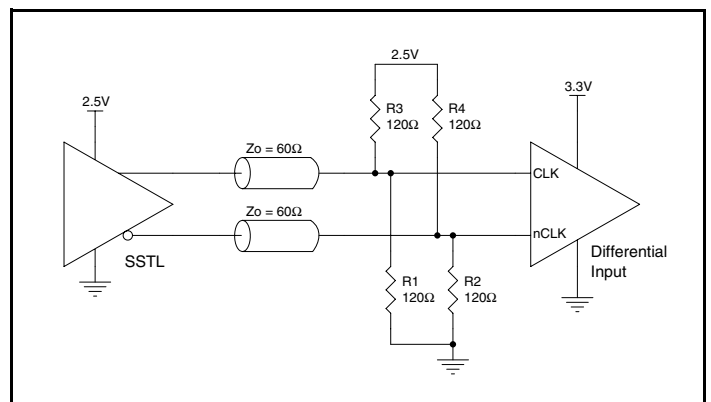 2.5V
3.3V
2.5V
R3
120Ω
R4
120Ω
Zo = 60Ω
CLK
Zo = 60Ω
nCLK
Differential
Input
SSTL
R1
120Ω
R2
120Ω